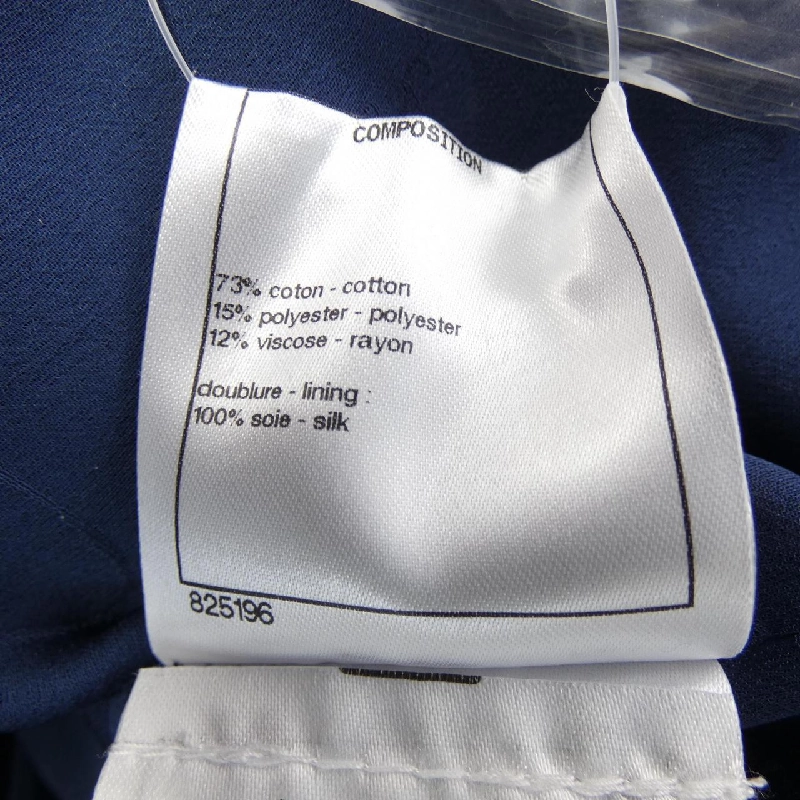 COMPOSITION
73% coton - cotton
15% polyester - polyester
12% viscose - rayon
doublure - lining :
100% soie - silk
825196